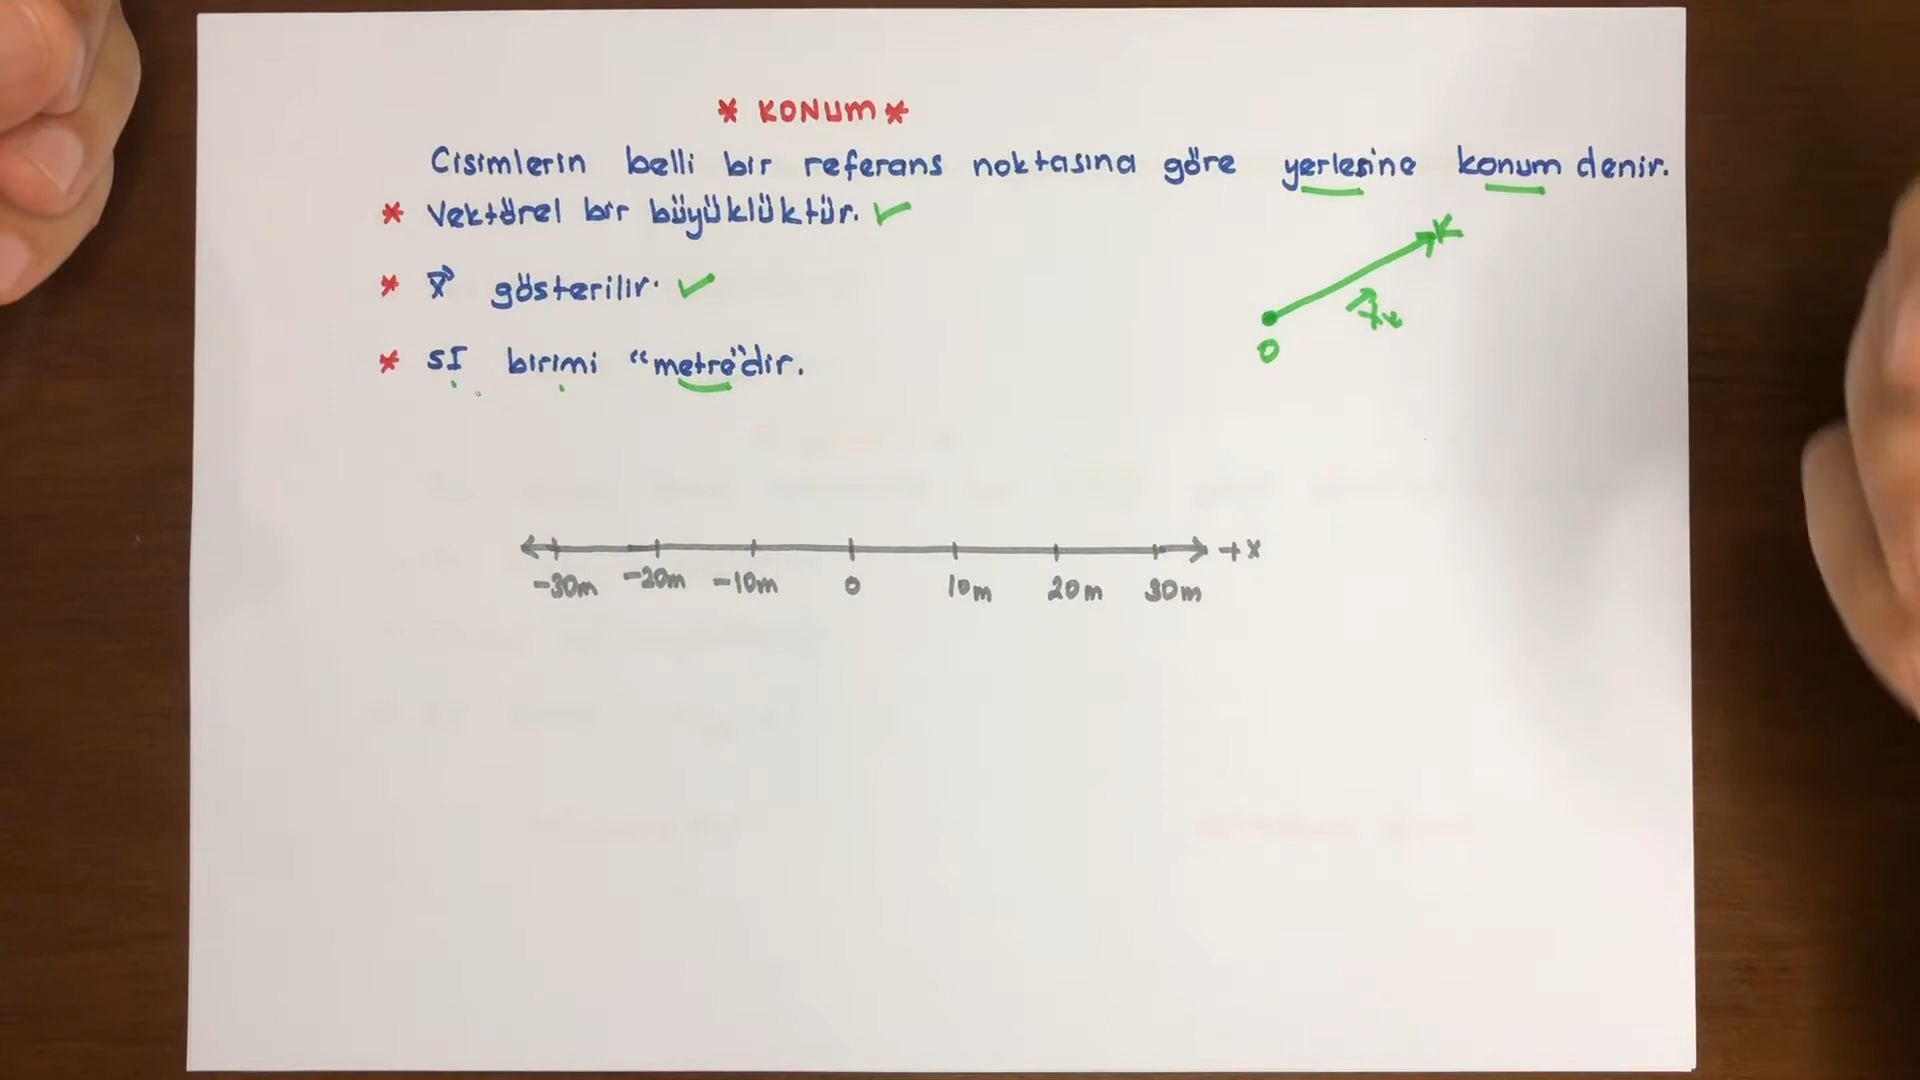 * KONUM *
Cisimlerin belli bir referans noktasına göre yerlesine konum denir.
* Vektörel bir büyüklüktür. ✓
* x⃗ gösterilir. ✓
* SI birimi “metre”dir.
K
x⃗ₖ
O
-30m -20m -10m 0 10m 20m 30m +x